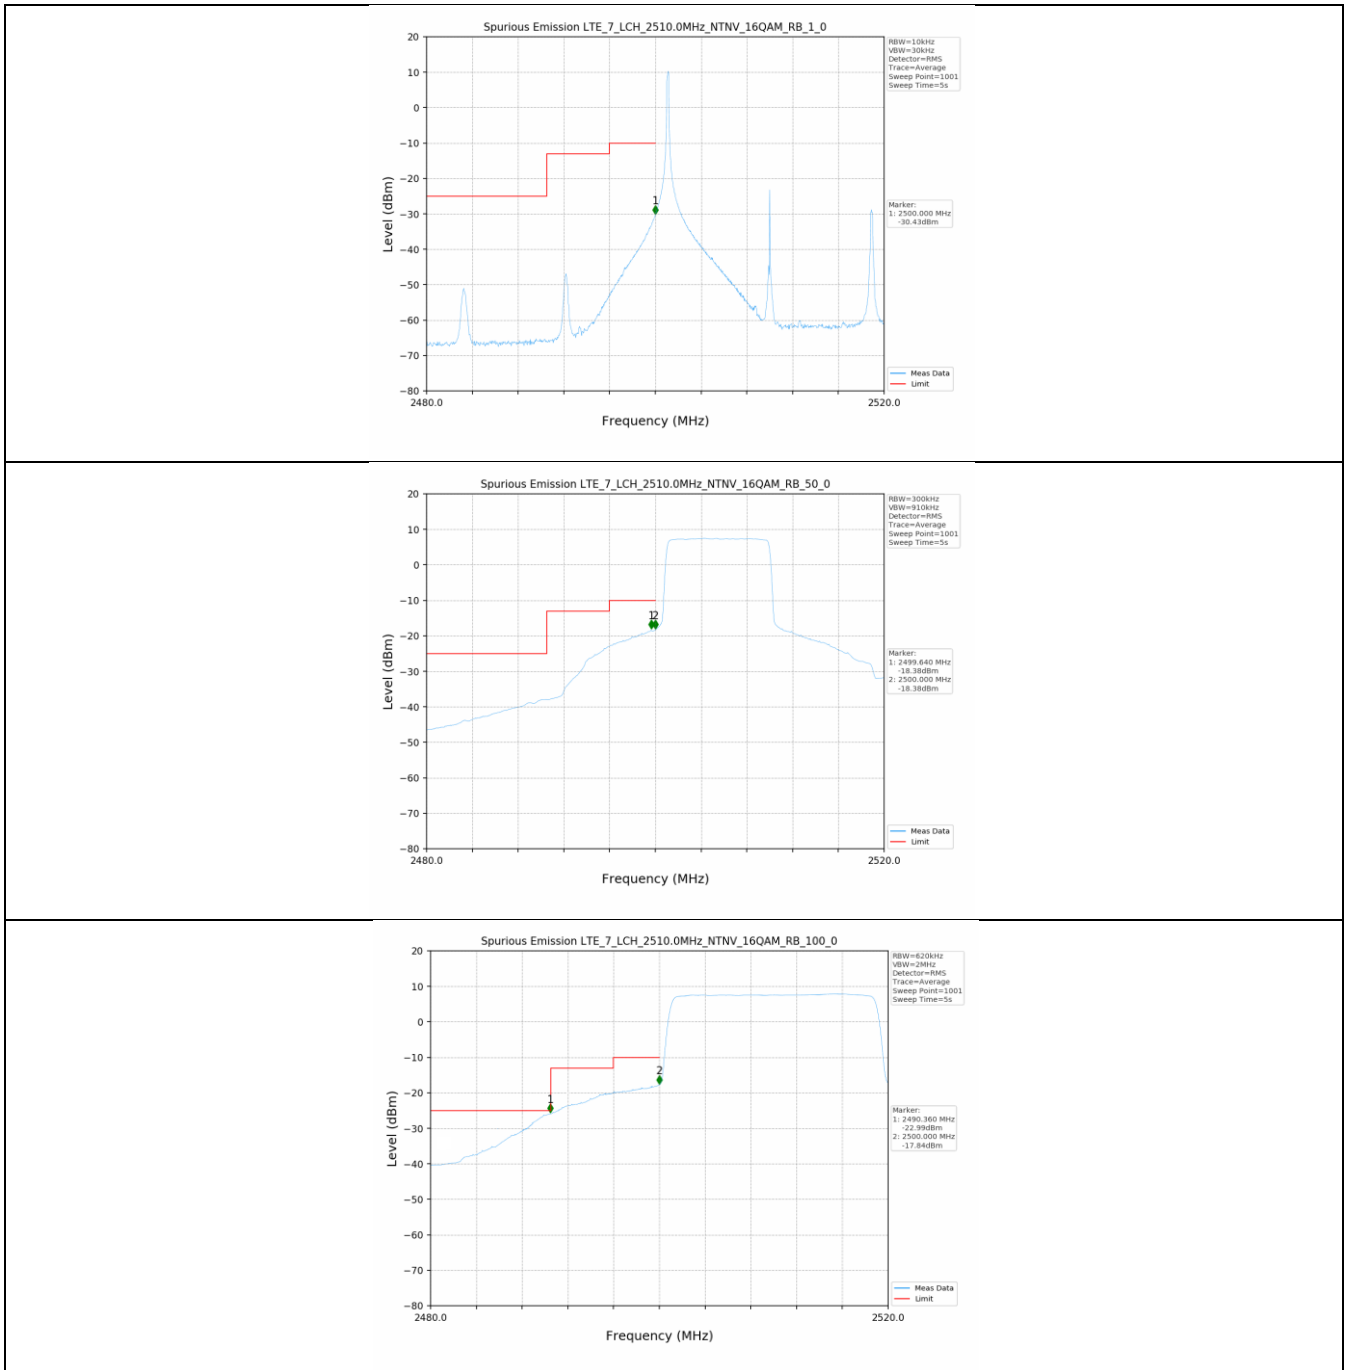 Spurious Emission LTE_7_LCH_2510.0MHz_NTNV_16QAM_RB_1_0
20
10
0
−10
−20
−30
−40
−50
−60
−70
−80
Level (dBm)
2480.0
2520.0
Frequency (MHz)
1
RBW=10kHz
VBW=30kHz
Detector=RMS
Trace=Average
Sweep Point=1001
Sweep Time=5s
Marker:
1: 2500.000 MHz
-30.43dBm
Meas Data
Limit
Spurious Emission LTE_7_LCH_2510.0MHz_NTNV_16QAM_RB_50_0
20
10
0
−10
−20
−30
−40
−50
−60
−70
−80
Level (dBm)
2480.0
2520.0
Frequency (MHz)
12
RBW=300kHz
VBW=910kHz
Detector=RMS
Trace=Average
Sweep Point=1001
Sweep Time=5s
Marker:
1: 2499.640 MHz
-18.38dBm
2: 2500.000 MHz
-18.38dBm
Meas Data
Limit
Spurious Emission LTE_7_LCH_2510.0MHz_NTNV_16QAM_RB_100_0
20
10
0
−10
−20
−30
−40
−50
−60
−70
−80
Level (dBm)
2480.0
2520.0
Frequency (MHz)
1
2
RBW=620kHz
VBW=2MHz
Detector=RMS
Trace=Average
Sweep Point=1001
Sweep Time=5s
Marker:
1: 2490.360 MHz
-22.99dBm
2: 2500.000 MHz
-17.84dBm
Meas Data
Limit